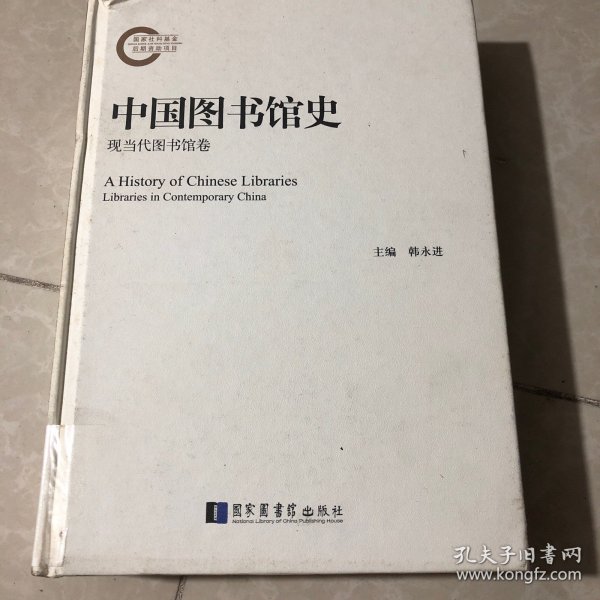 国家社科基金
后期资助项目
中国图书馆史
现当代图书馆卷
A History of Chinese Libraries
Libraries in Contemporary China
主编 韩永进
国家圖書館出版社
National Library of China Publishing House
孔夫子旧书网
www.kongfz.com